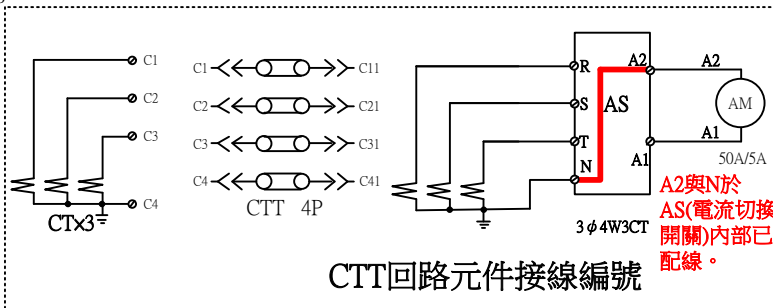 C1
C2
C3
C4
CTx3
C1 C11
C2 C21
C3 C31
C4 C41
CTT 4P
R
S
T
N
A2
AS
A1
3φ4W3CT
A2
AM
A1
50A/5A
A2與N於
AS(電流切換
開關)內部已
配線。
CTT回路元件接線編號